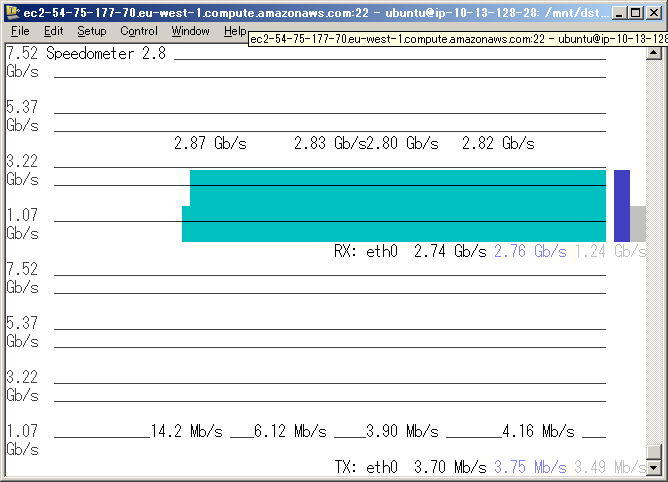 ec2-54-75-177-70.eu-west-1.compute.amazonaws.com:22 - ubuntu@ip-10-13-128-28: /mnt/dst...
File Edit Setup Control Window Help
ec2-54-75-177-70.eu-west-1.compute.amazonaws.com:22 - ubuntu@ip-10-13-128-28
7.52 Speedometer 2.8
Gb/s
5.37
Gb/s
2.87 Gb/s 2.83 Gb/s2.80 Gb/s 2.82 Gb/s
3.22
Gb/s
1.07
Gb/s
RX: eth0 2.74 Gb/s 2.76 Gb/s 1.24 Gb/s
7.52
Gb/s
5.37
Gb/s
3.22
Gb/s
1.07 14.2 Mb/s 6.12 Mb/s 3.90 Mb/s 4.16 Mb/s
Gb/s
TX: eth0 3.70 Mb/s 3.75 Mb/s 3.49 Mb/s